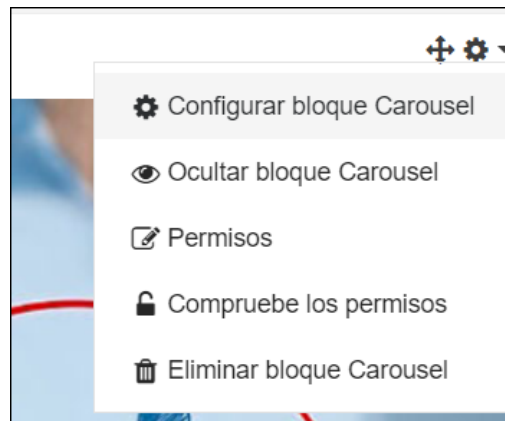 Configurar bloque Carousel
Ocultar bloque Carousel
Permisos
Compruebe los permisos
Eliminar bloque Carousel